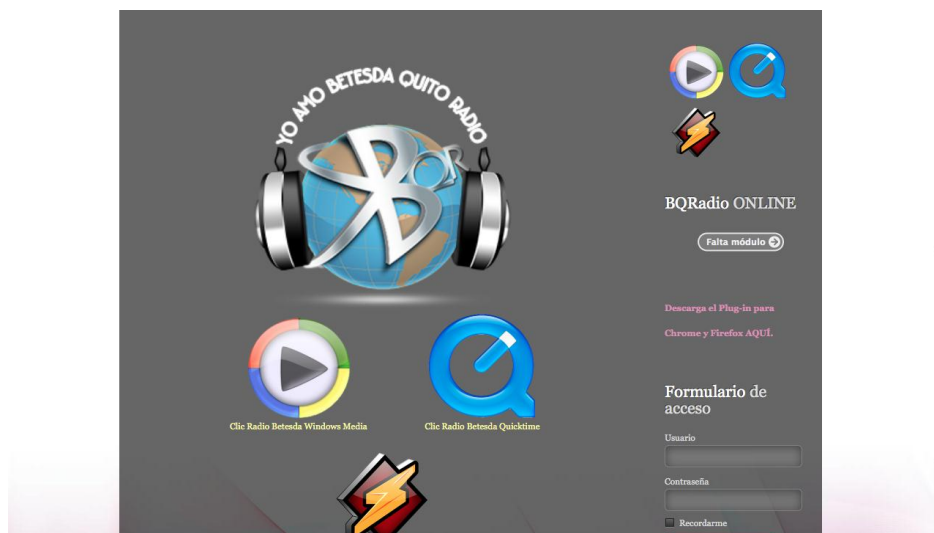 YO AMO BETESDA QUITO RADIO
BQR
Clic Radio Betesda Windows Media
Clic Radio Betesda Quicktime
BQRadio ONLINE
Falta módulo
Descarga el Plug-in para
Chrome y Firefox AQUÍ.
Formulario de
acceso
Usuario
Contraseña
Recordarme